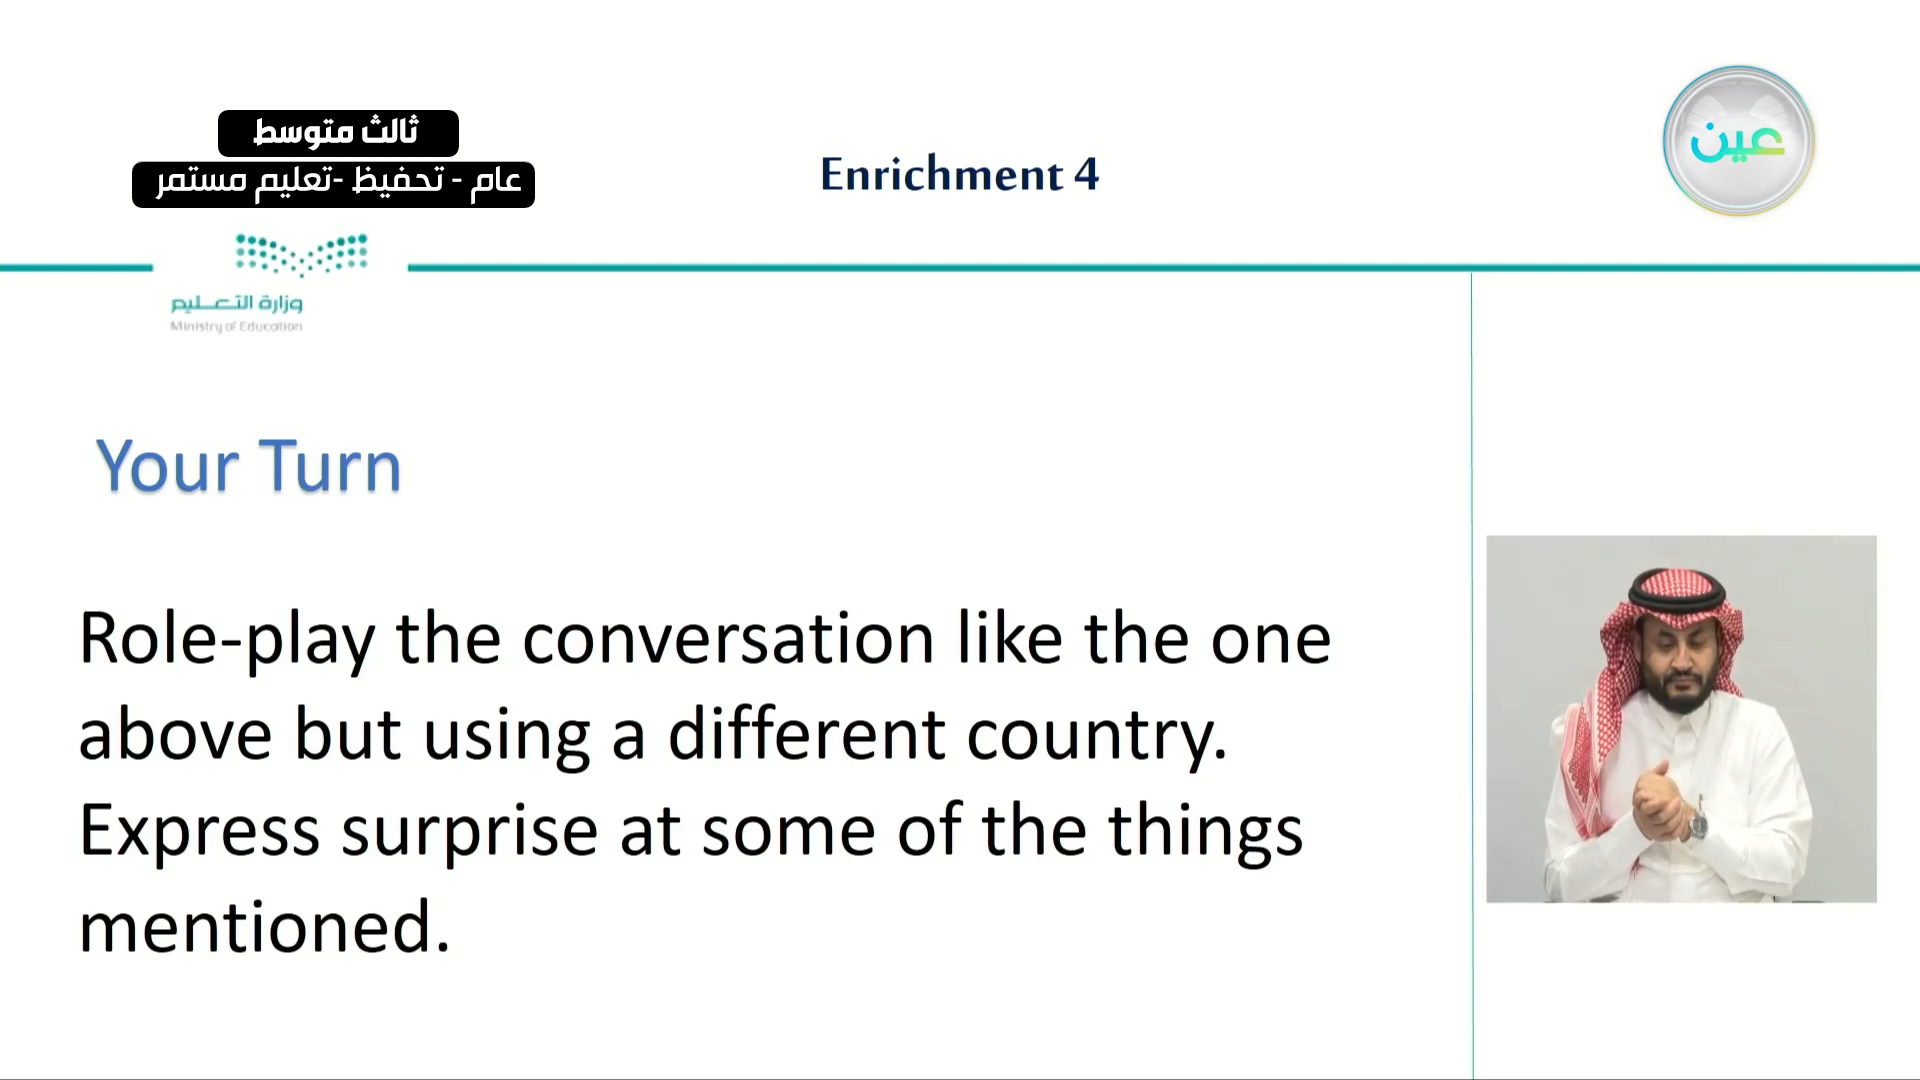 ثالث متوسط
عام - تحفيظ -تعليم مستمر
Enrichment 4
عين
وزارة التعليم
Ministry of Education
Your Turn
Role-play the conversation like the one
above but using a different country.
Express surprise at some of the things
mentioned.